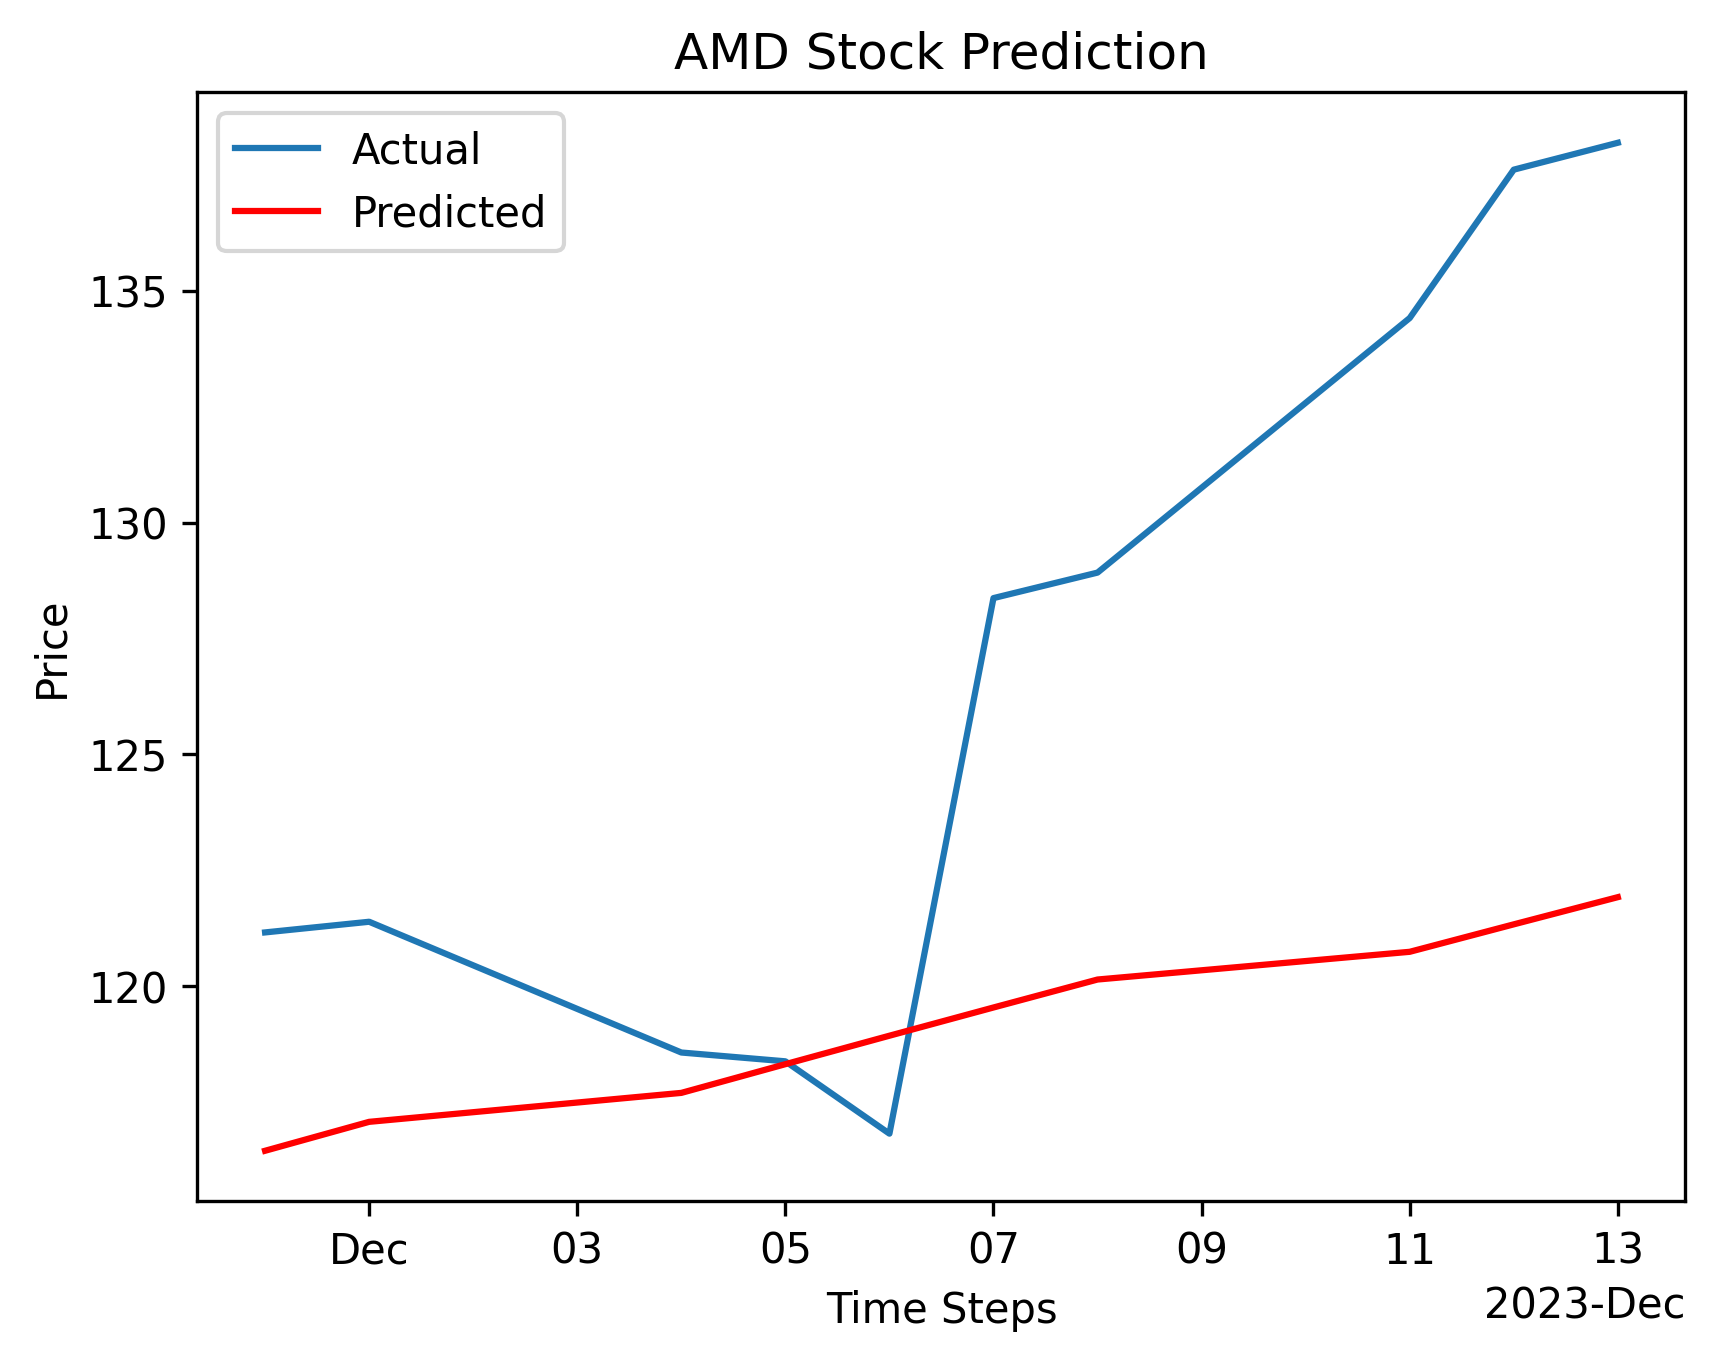 AMD Stock Prediction
Actual
Predicted
135
130
125
120
Price
Dec 03 05 07 09 11 13
Time Steps
2023-Dec